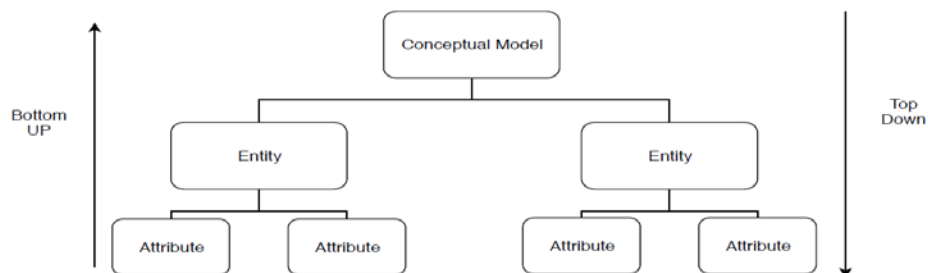 Conceptual Model
Bottom
UP
Top
Down
Entity
Entity
Attribute
Attribute
Attribute
Attribute